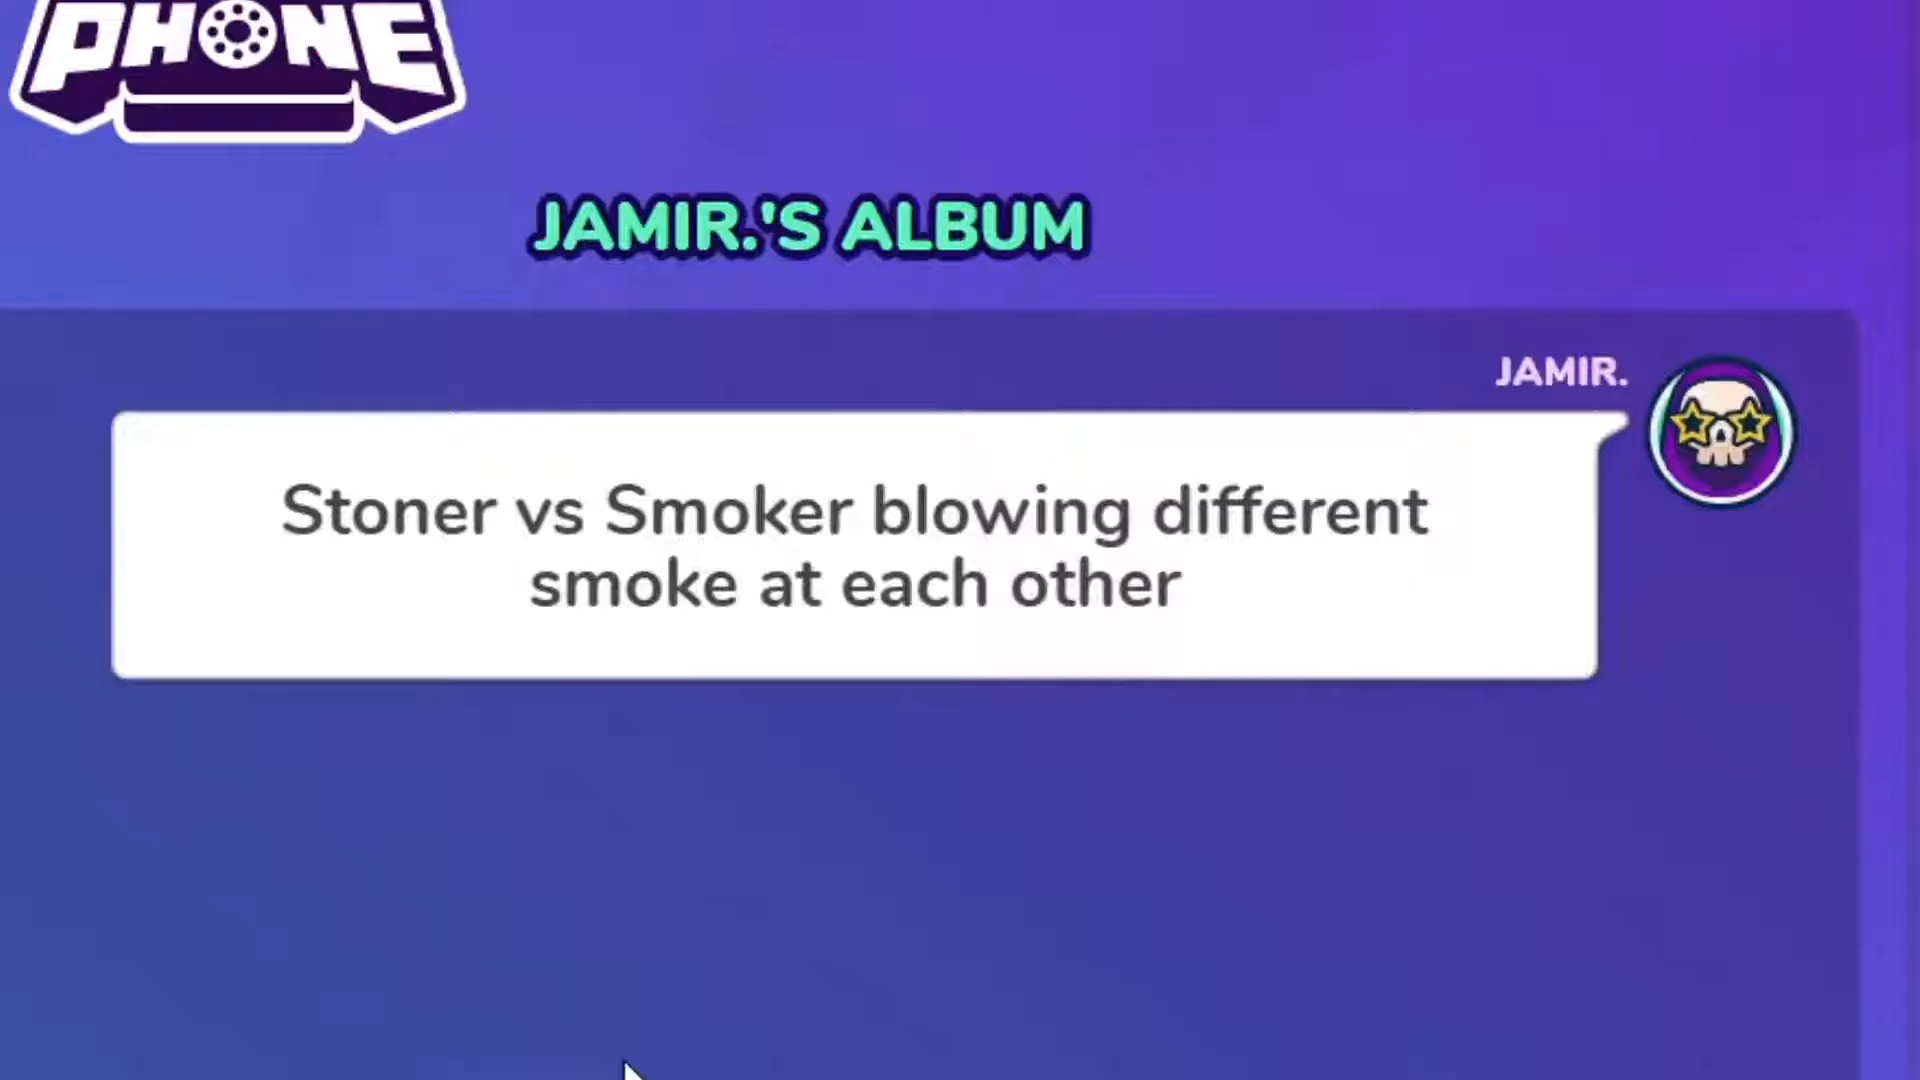 PHONE
JAMIR.'S ALBUM
JAMIR.
Stoner vs Smoker blowing different
smoke at each other